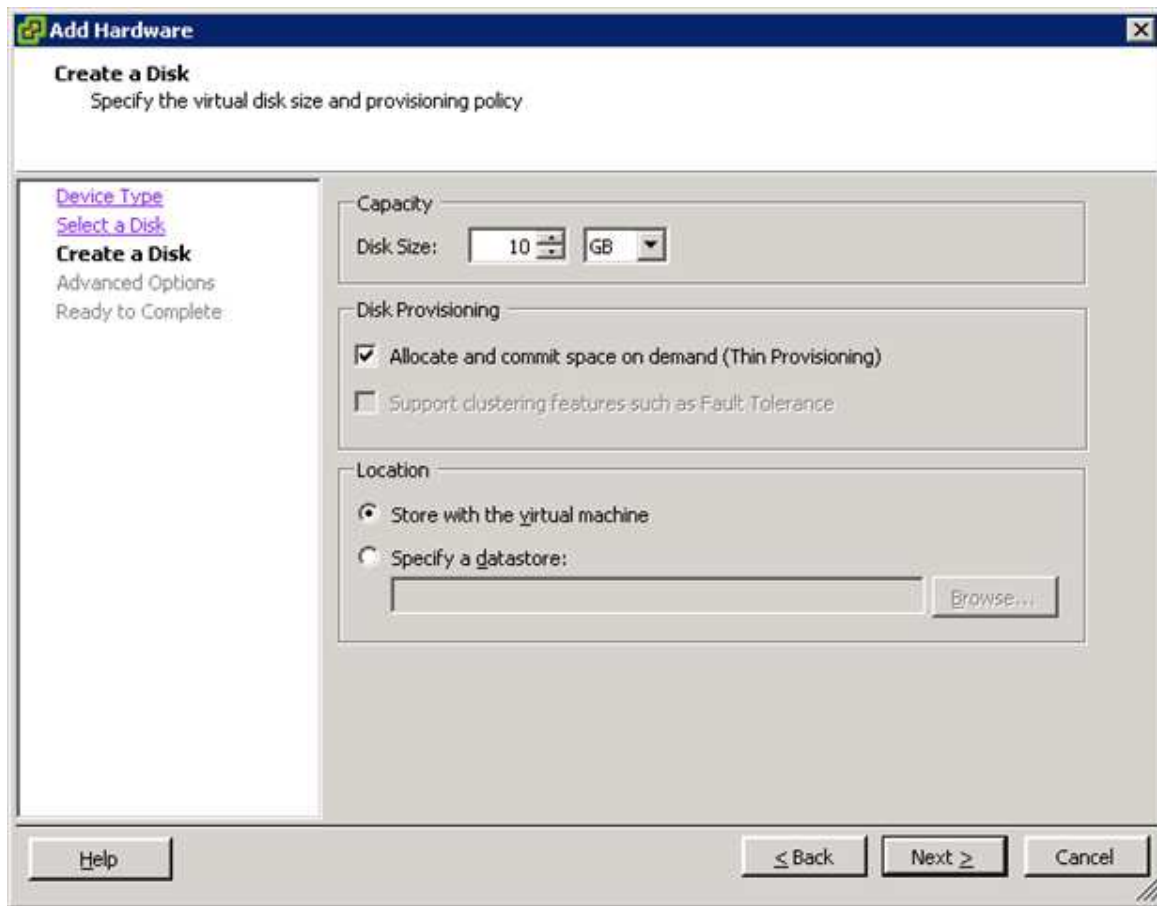 Add Hardware
Create a Disk
Specify the virtual disk size and provisioning policy
Device Type
Select a Disk
Create a Disk
Advanced Options
Ready to Complete
Capacity
Disk Size: 10 GB
Disk Provisioning
Allocate and commit space on demand (Thin Provisioning)
Support clustering features such as Fault Tolerance
Location
Store with the virtual machine
Specify a datastore:
Browse...
Help
< Back
Next >
Cancel